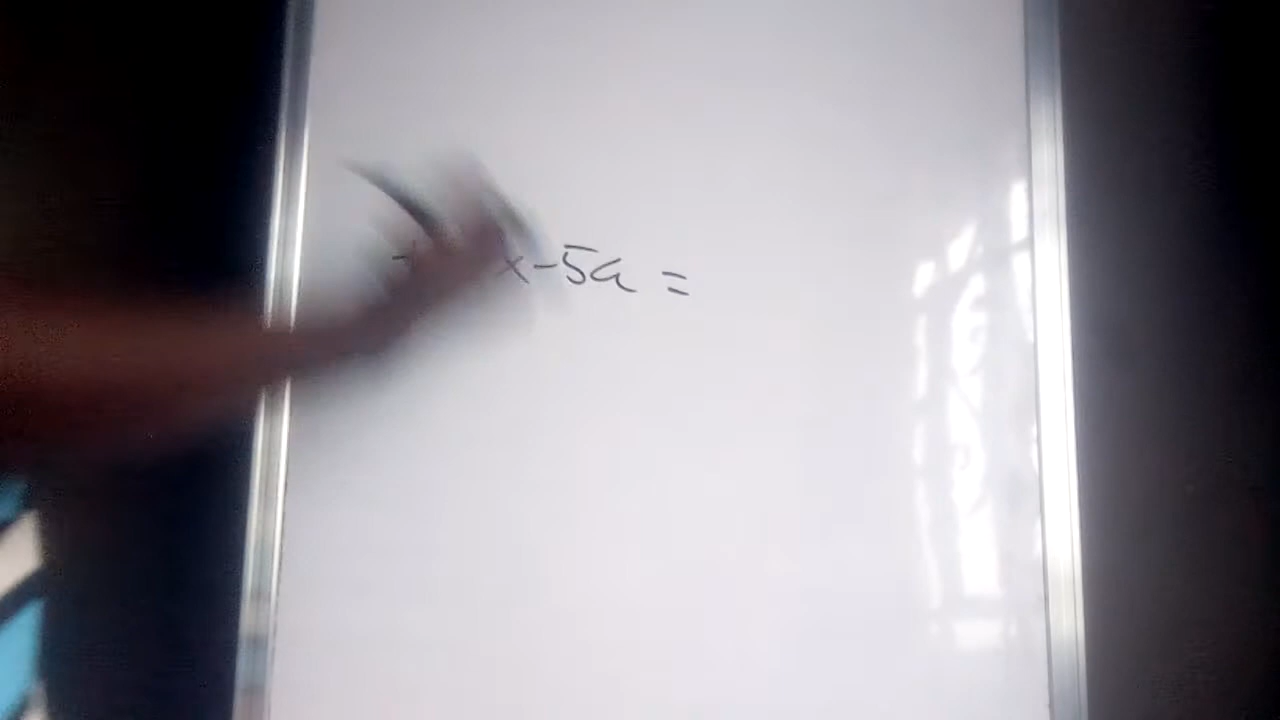 x-5a =